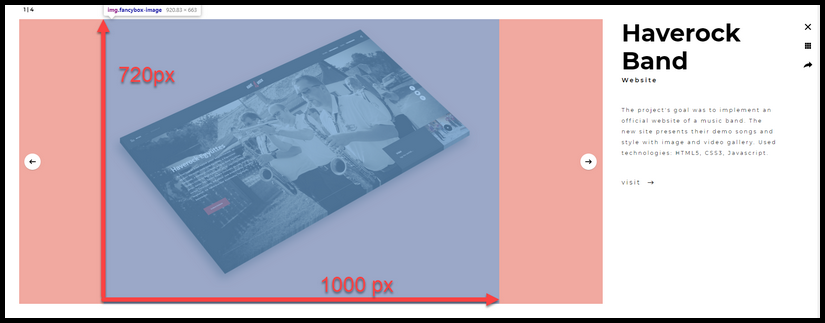 1|4
img.fancybox-image 920.83 × 663
720px
1000 px
Haverock
Band
Website
The project's goal was to implement an
official website of a music band. The
new site presents their demo songs and
style with image and video gallery. Used
technologies: HTML5, CSS3, Javascript.
visit →